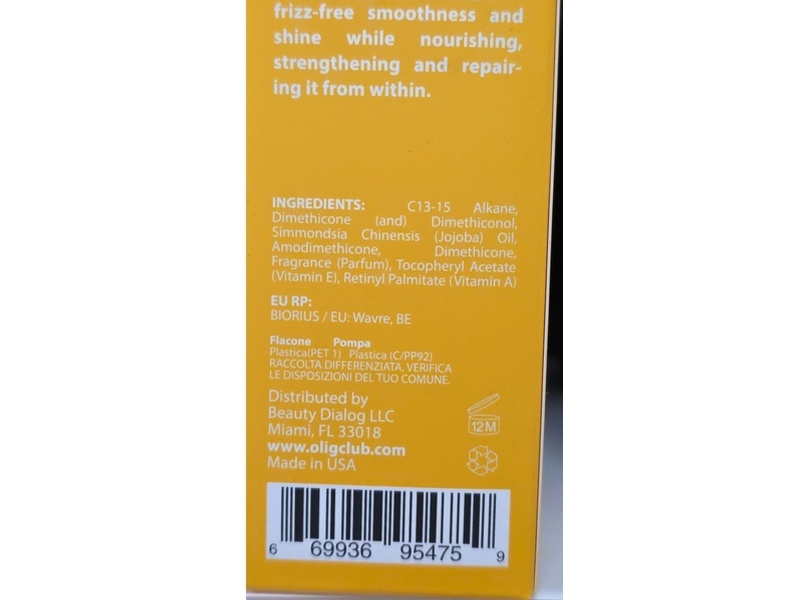 frizz-free smoothness and
shine while nourishing,
strengthening and repair-
ing it from within.
INGREDIENTS: C13-15 Alkane,
Dimethicone (and) Dimethiconol,
Simmondsia Chinensis (Jojoba) Oil,
Amodimethicone, Dimethicone,
Fragrance (Parfum), Tocopheryl Acetate
(Vitamin E), Retinyl Palmitate (Vitamin A)
EU RP:
BIORIUS / EU: Wavre, BE
Flacone Pompa
Plastica(PET 1) Plastica (C/PP92)
RACCOLTA DIFFERENZIATA, VERIFICA
LE DISPOSIZIONI DEL TUO COMUNE.
Distributed by
Beauty Dialog LLC
Miami, FL 33018
www.oligclub.com
Made in USA
12M
6 69936 95475 9